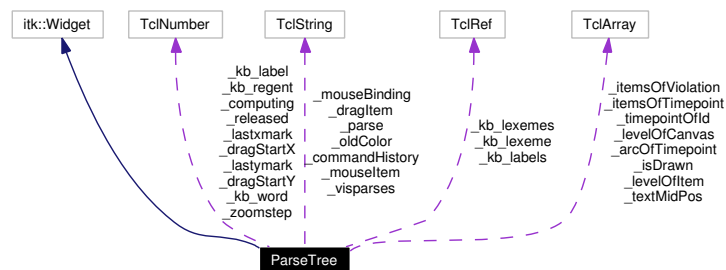 itk::Widget
TclNumber
TclString
TclRef
TclArray
_kb_label
_kb_regent
_computing
_released
_lastxmark
_dragStartX
_lastymark
_dragStartY
_kb_word
_zoomstep
_mouseBinding
_dragItem
_parse
_oldColor
_commandHistory
_mouseItem
_visparses
_kb_lexemes
_kb_lexeme
_kb_labels
_itemsOfViolation
_itemsOfTimepoint
_timepointOfId
_levelOfCanvas
_arcOfTimepoint
_isDrawn
_levelOfItem
_textMidPos
ParseTree